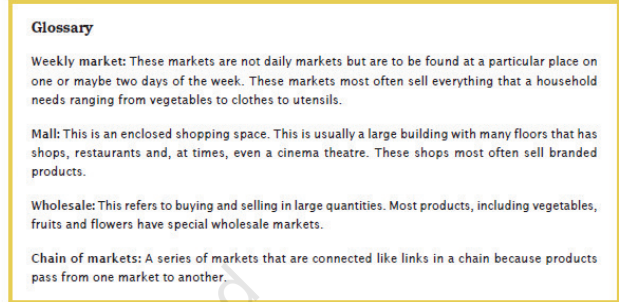 Glossary
Weekly market: These markets are not daily markets but are to be found at a particular place on
one or maybe two days of the week. These markets most often sell everything that a household
needs ranging from vegetables to clothes to utensils.
Mall: This is an enclosed shopping space. This is usually a large building with many floors that has
shops, restaurants and, at times, even a cinema theatre. These shops most often sell branded
products.
Wholesale: This refers to buying and selling in large quantities. Most products, including vegetables,
fruits and flowers have special wholesale markets.
Chain of markets: A series of markets that are connected like links in a chain because products
pass from one market to another.